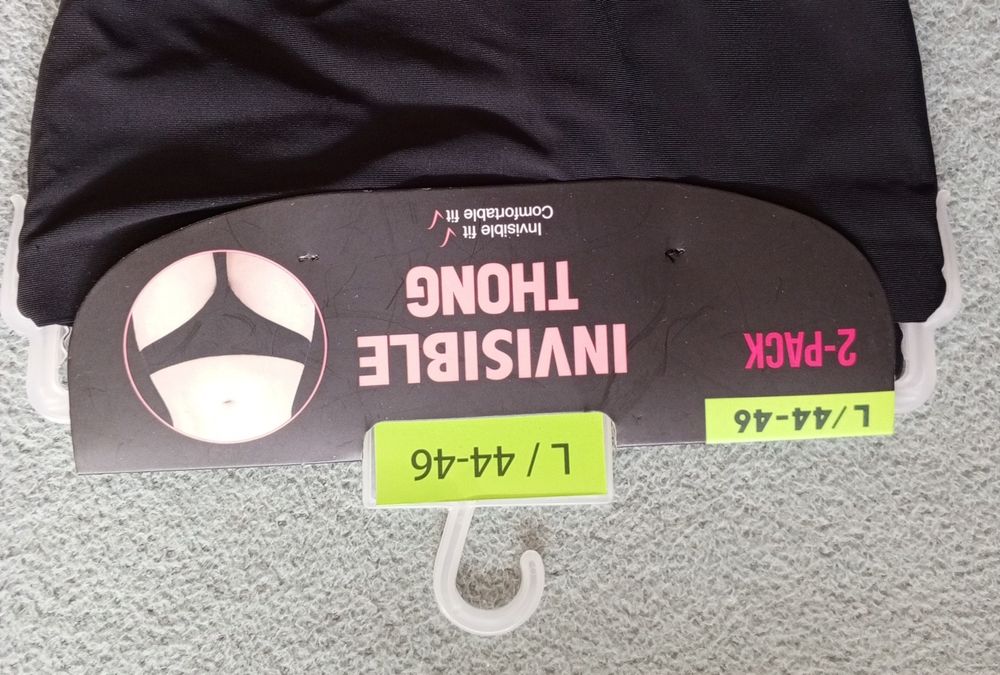 L / 44-46
L/44-46
2-PACK
INVISIBLE
THONG
Invisible fit ✓
Comfortable fit ✓